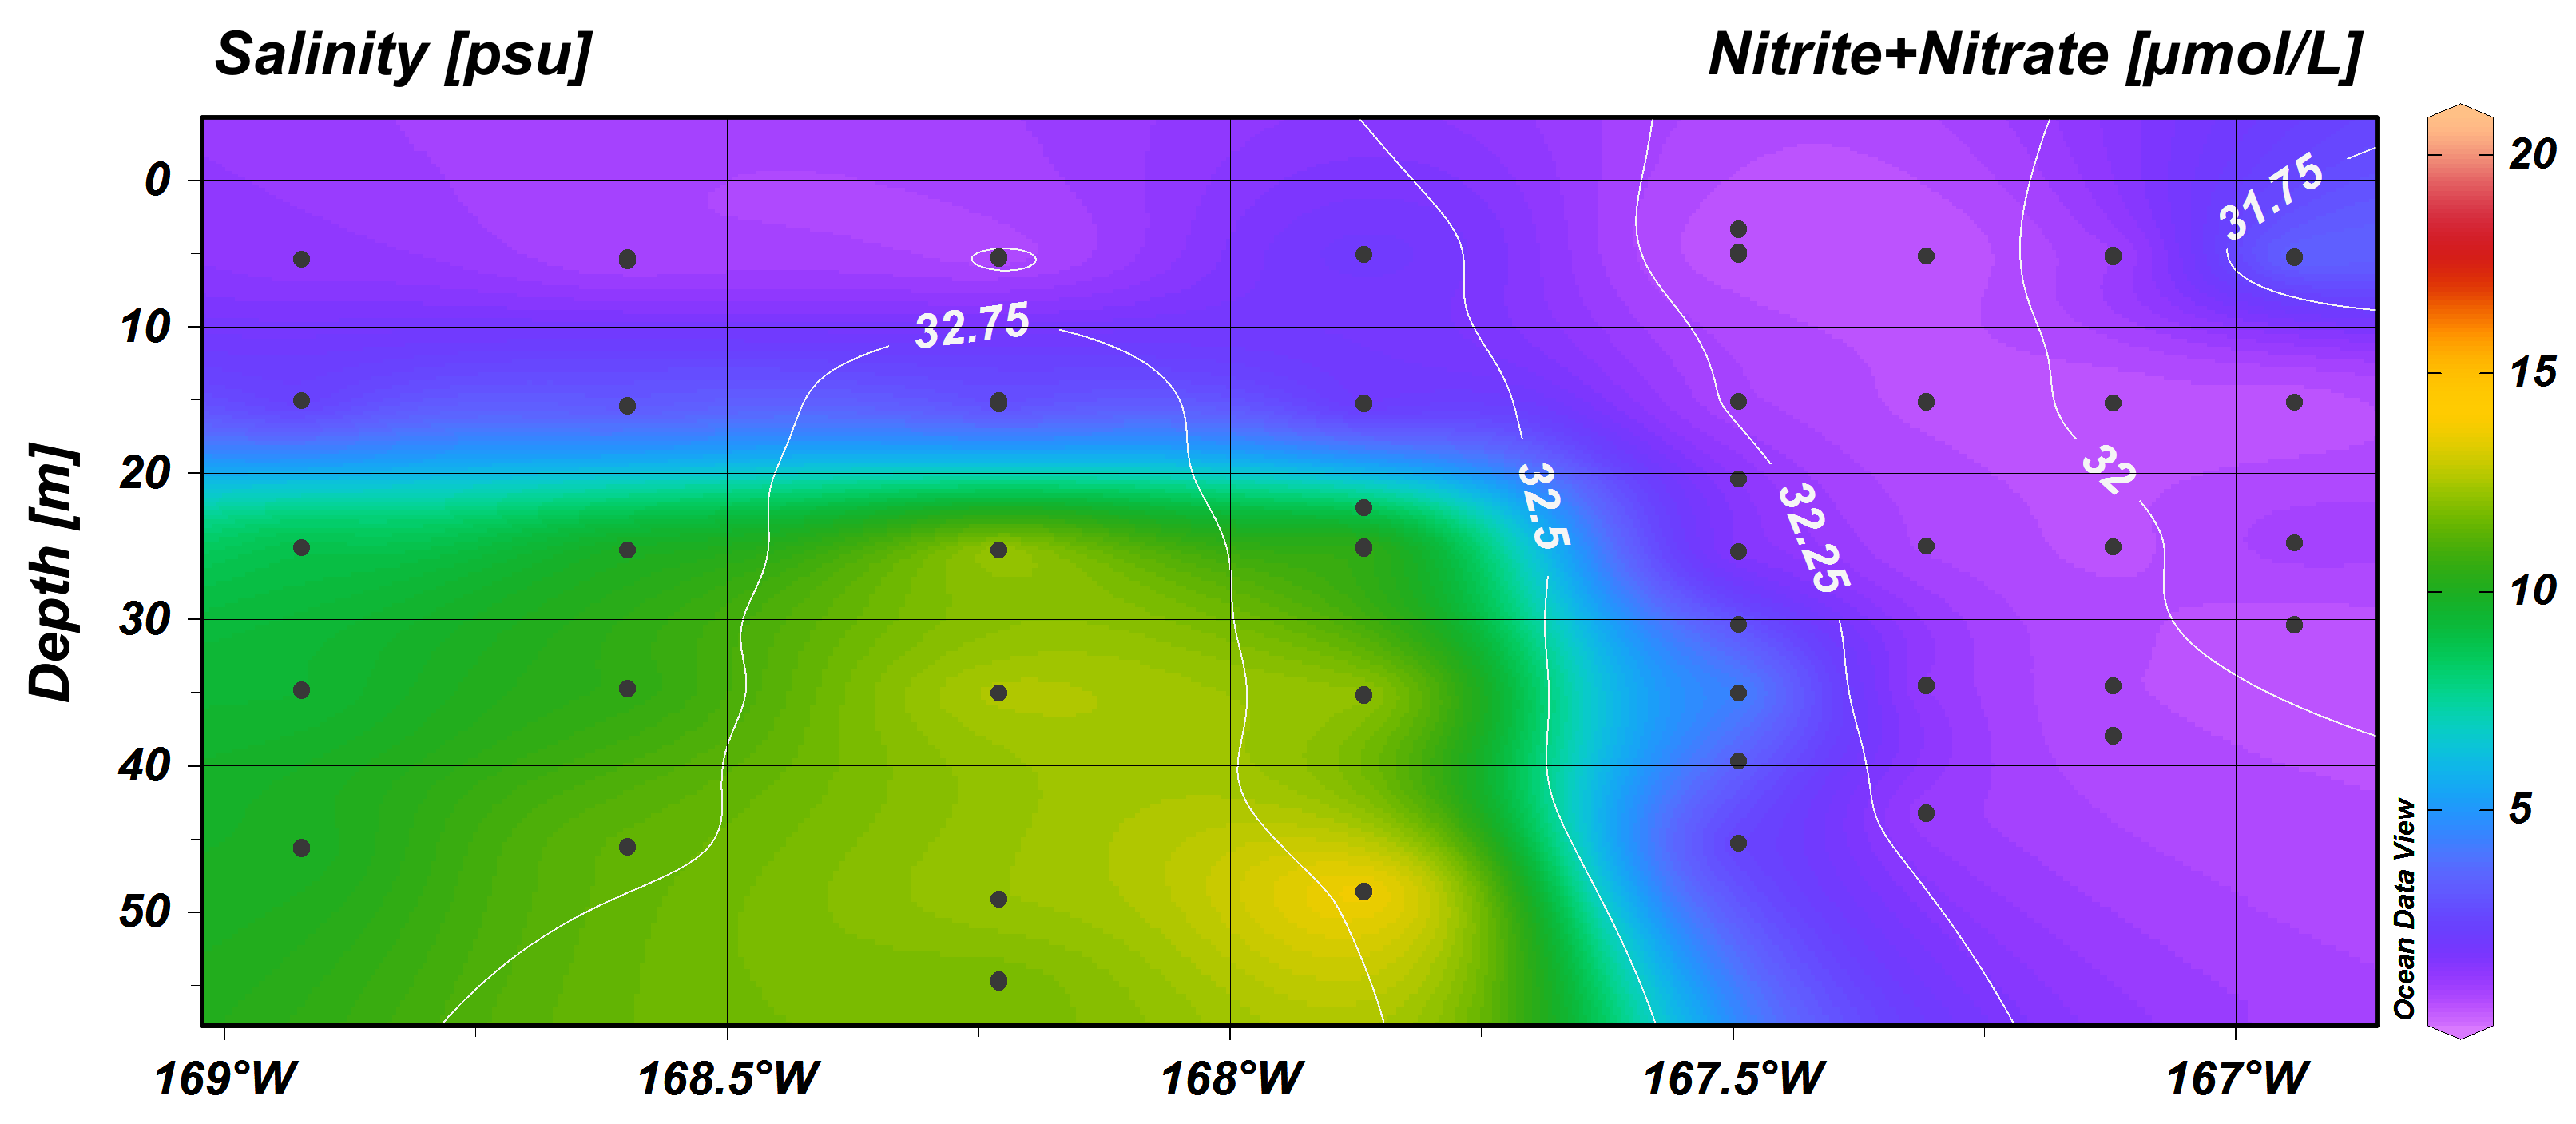 Salinity [psu]
Nitrite+Nitrate [µmol/L]
Depth [m]
0
10
20
30
40
50
169°W
168.5°W
168°W
167.5°W
167°W
32.75
32.5
32.25
32
31.75
20
15
10
5
Ocean Data View